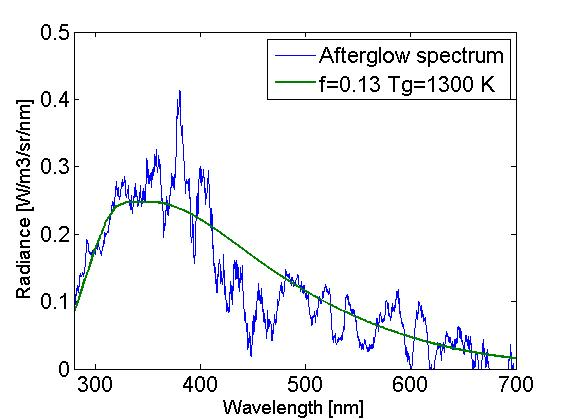 0.5
0.4
0.3
0.2
0.1
0
Radiance [W/m3/sr/nm]
Afterglow spectrum
f=0.13 Tg=1300 K
300 400 500 600 700
Wavelength [nm]